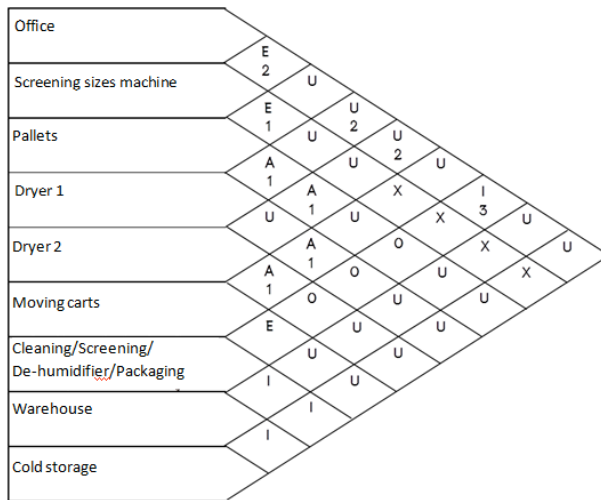 Office
Screening sizes machine
Pallets
Dryer 1
Dryer 2
Moving carts
Cleaning/Screening/
De-humidifier/Packaging
Warehouse
Cold storage
E
2
U
U
2
U
2
U
I
3
U
U
E
1
U
U
X
X
X
X
A
1
A
1
U
O
U
U
U
A
1
O
U
U
A
1
O
U
U
E
U
U
I
I
I